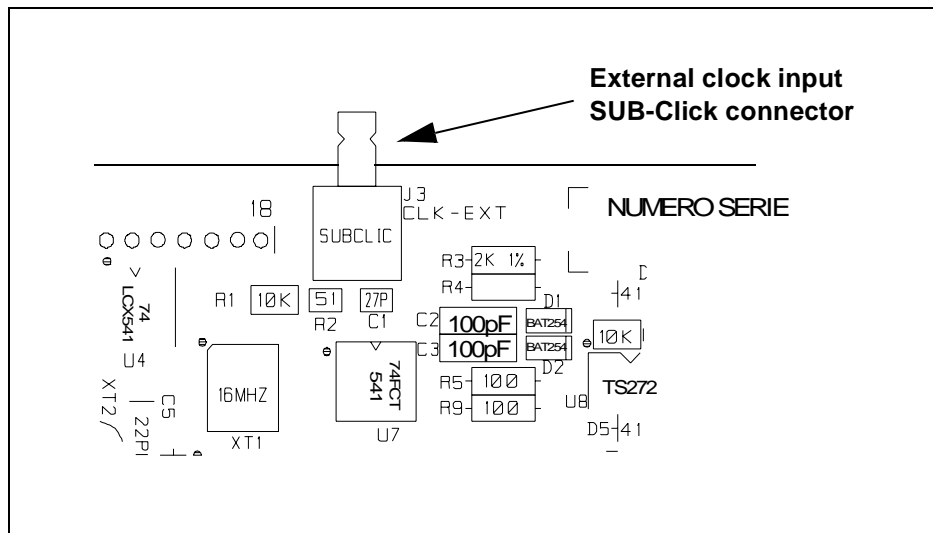 External clock input
SUB-Click connector
J3
CLK-EXT
18
SUBCLIC
NUMERO SERIE
R3 2K 1%
R4
D
41
R1 10K
51
R2
27P
C1
C2 100pF
C3 100pF
D1
BAT254
BAT254
D2
10K
74
LCX541
U4
XT2
22P
C5
16MHZ
XT1
74FCT
541
U7
R5 100
R9 100
U8
TS272
D5 41